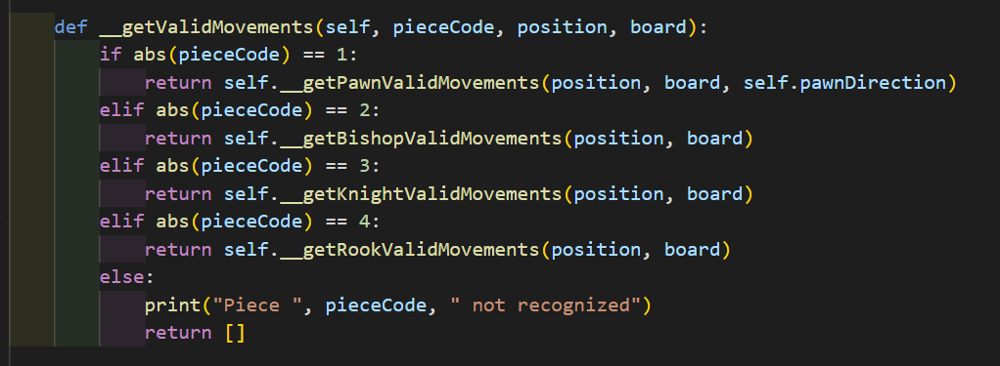 def __getValidMovements(self, pieceCode, position, board):
if abs(pieceCode) == 1:
return self.__getPawnValidMovements(position, board, self.pawnDirection)
elif abs(pieceCode) == 2:
return self.__getBishopValidMovements(position, board)
elif abs(pieceCode) == 3:
return self.__getKnightValidMovements(position, board)
elif abs(pieceCode) == 4:
return self.__getRookValidMovements(position, board)
else:
print("Piece ", pieceCode, " not recognized")
return []